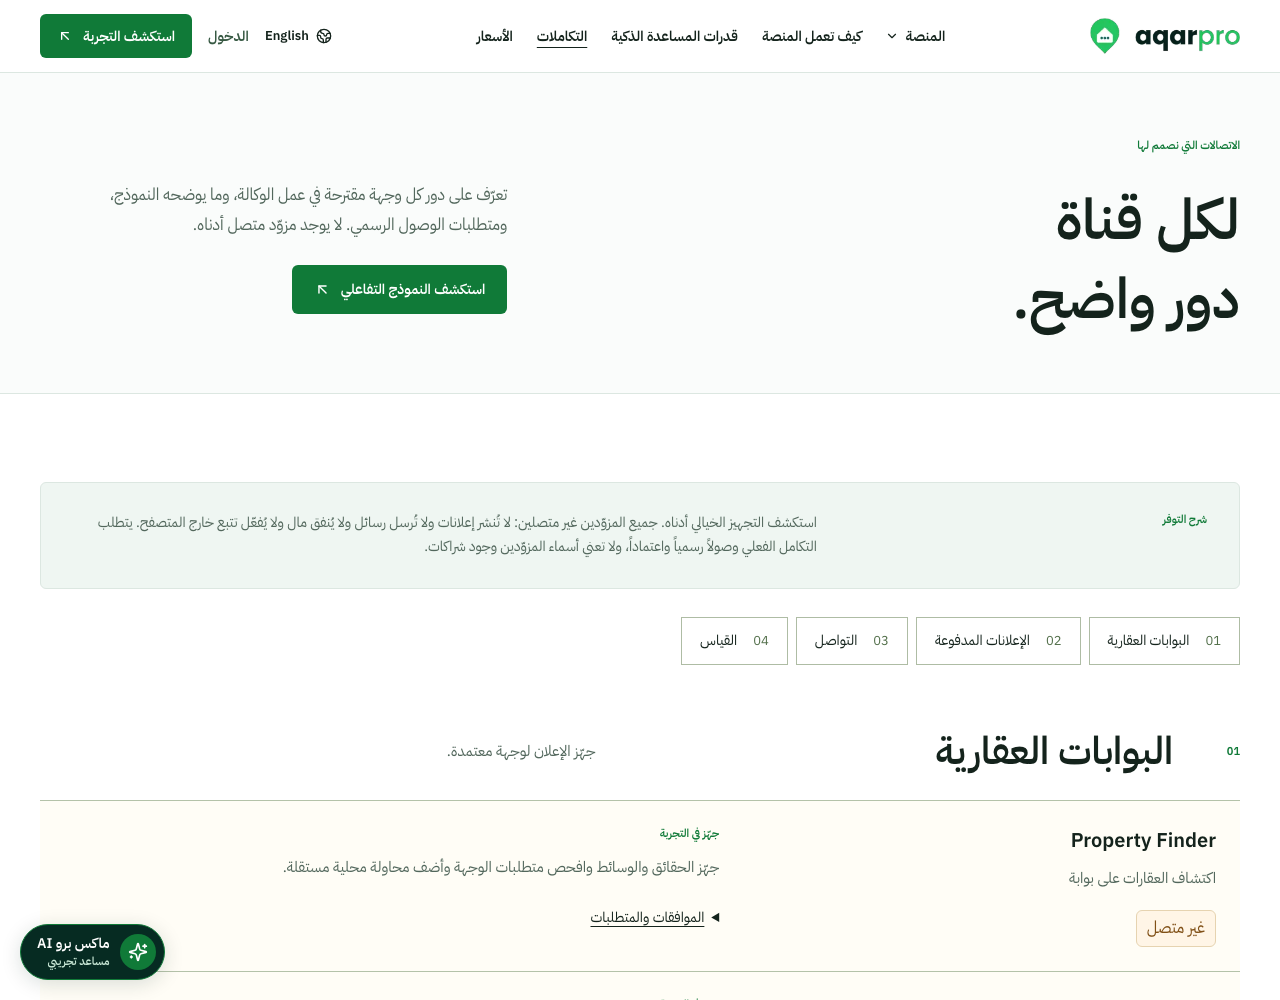 aqarpro
المنصة
كيف تعمل المنصة
قدرات المساعدة الذكية
التكاملات
الأسعار
English
الدخول
استكشف التجربة
الاتصالات التي نصمم لها
لكل قناة
دور واضح.
تعرّف على دور كل وجهة مقترحة في عمل الوكالة، وما يوضحه النموذج،
ومتطلبات الوصول الرسمي. لا يوجد مزوّد متصل أدناه.
استكشف النموذج التفاعلي
شرح التوفر
استكشف التجهيز الخيالي أدناه. جميع المزوّدين غير متصلين: لا تُنشر إعلانات ولا تُرسل رسائل ولا يُنفق مال ولا يُفعّل تتبع خارج المتصفح. يتطلب
التكامل الفعلي وصولاً رسمياً واعتماداً، ولا تعني أسماء المزوّدين وجود شراكات.
01 البوابات العقارية
02 الإعلانات المدفوعة
03 التواصل
04 القياس
01
البوابات العقارية
جهّز الإعلان لوجهة معتمدة.
Property Finder
اكتشاف العقارات على بوابة
غير متصل
جهّز في التجربة
جهّز الحقائق والوسائط وافحص متطلبات الوجهة وأضف محاولة محلية مستقلة.
الموافقات والمتطلبات
ماكس برو AI
مساعد تجريبي